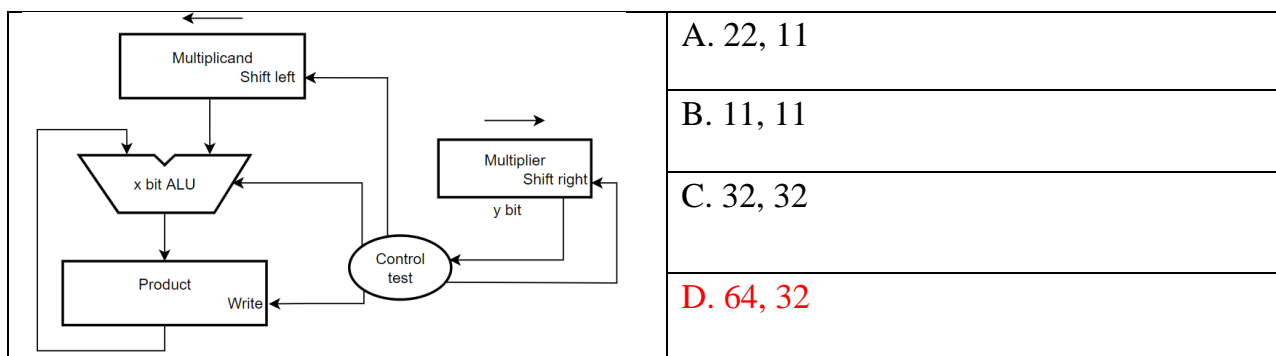 Multiplicand
Shift left
x bit ALU
Product
Write
Multiplier
Shift right
y bit
Control
test
A. 22, 11
B. 11, 11
C. 32, 32
D. 64, 32